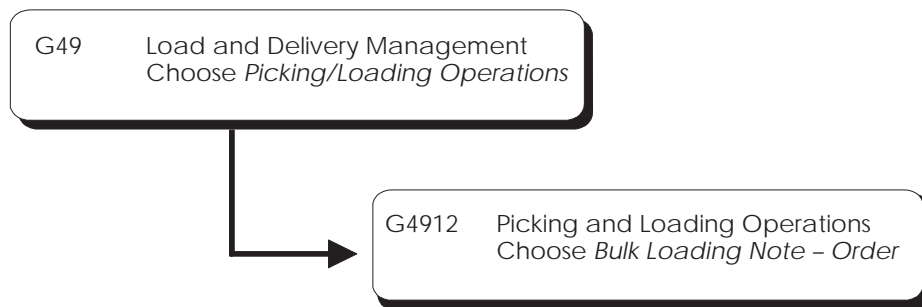 G49 Load and Delivery Management
Choose Picking/Loading Operations
G4912 Picking and Loading Operations
Choose Bulk Loading Note – Order